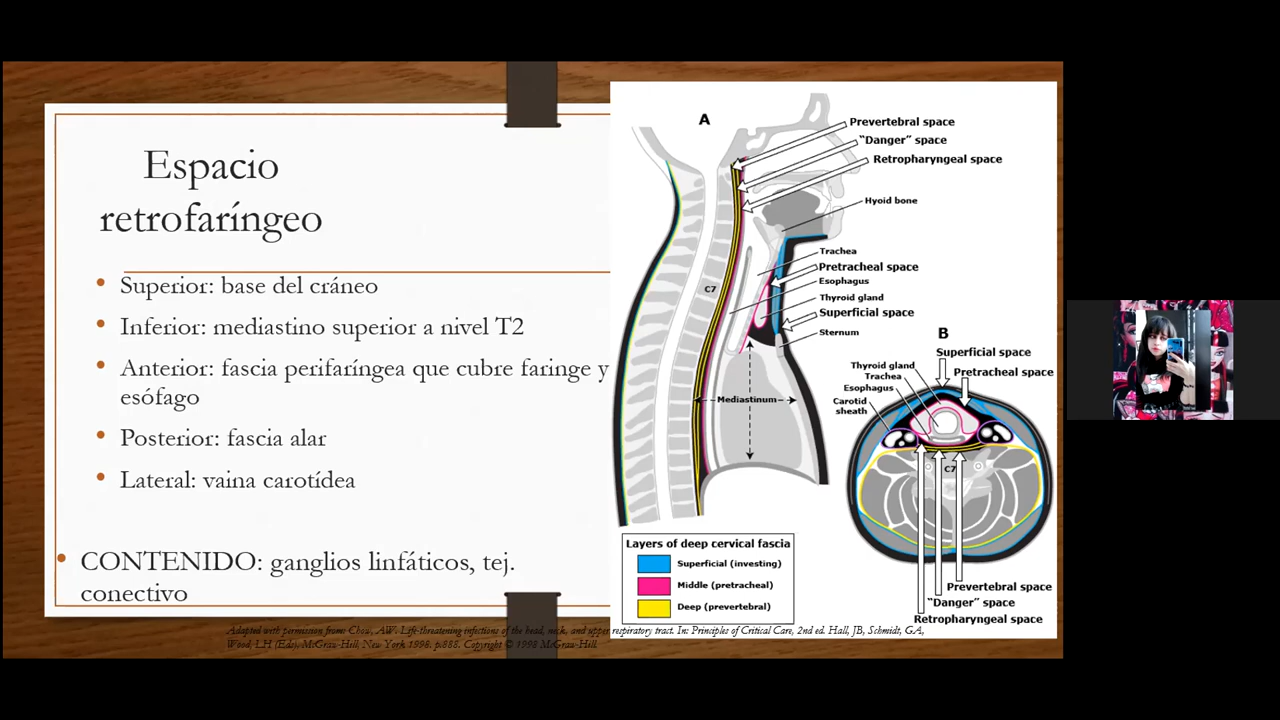 Espacio
retrofaríngeo
• Superior: base del cráneo
• Inferior: mediastino superior a nivel T2
• Anterior: fascia perifaríngea que cubre faringe y
esófago
• Posterior: fascia alar
• Lateral: vaina carotídea
• CONTENIDO: ganglios linfáticos, tej.
conectivo
A
Prevertebral space
“Danger” space
Retropharyngeal space
Hyoid bone
Trachea
Pretracheal space
Esophagus
Thyroid gland
Superficial space
Sternum
C7
Mediastinum
Layers of deep cervical fascia
Superficial (investing)
Middle (pretracheal)
Deep (prevertebral)
B
Superficial space
Pretracheal space
Thyroid gland
Trachea
Esophagus
Carotid
sheath
C7
Prevertebral space
“Danger” space
Retropharyngeal space
Adapted with permission from: Chow, AW. Life-threatening infections of the head, neck, and upper respiratory tract. In: Principles of Critical Care, 2nd ed. Hall, JB, Schmidt, GA,
Wood, LH (Eds), McGraw-Hill, New York 1998. p.888. Copyright © 1998 McGraw-Hill.